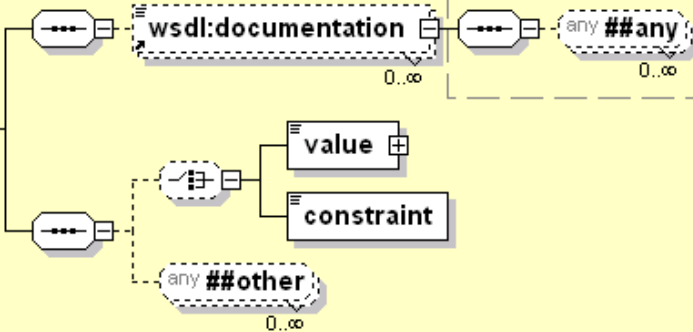 wsdl:documentation
any ##any
0..∞
0..∞
value
constraint
any ##other
0..∞